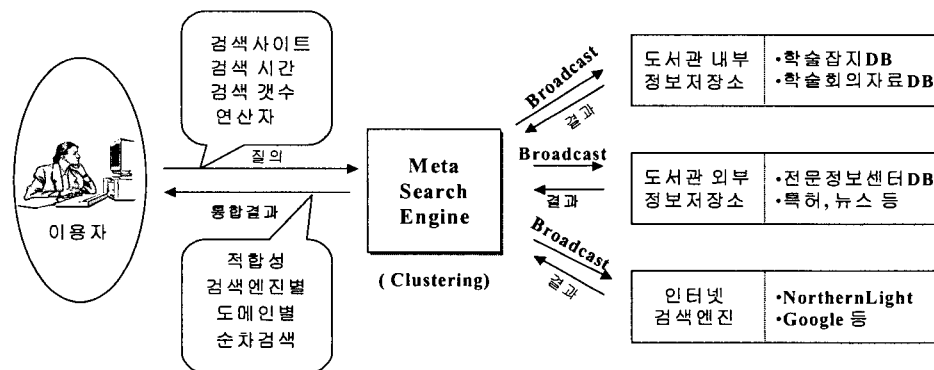 검색사이트
검색 시간
검색 갯수
연산자
질의
통합결과
이용자
적합성
검색엔진별
도메인별
순차검색
Meta
Search
Engine
( Clustering)
Broadcast
결과
Broadcast
결과
Broadcast
결과
도서관 내부
정보저장소
•학술잡지DB
•학술회의자료DB
도서관 외부
정보저장소
•전문정보센터DB
•특허,뉴스 등
인터넷
검색엔진
•NorthernLight
•Google 등